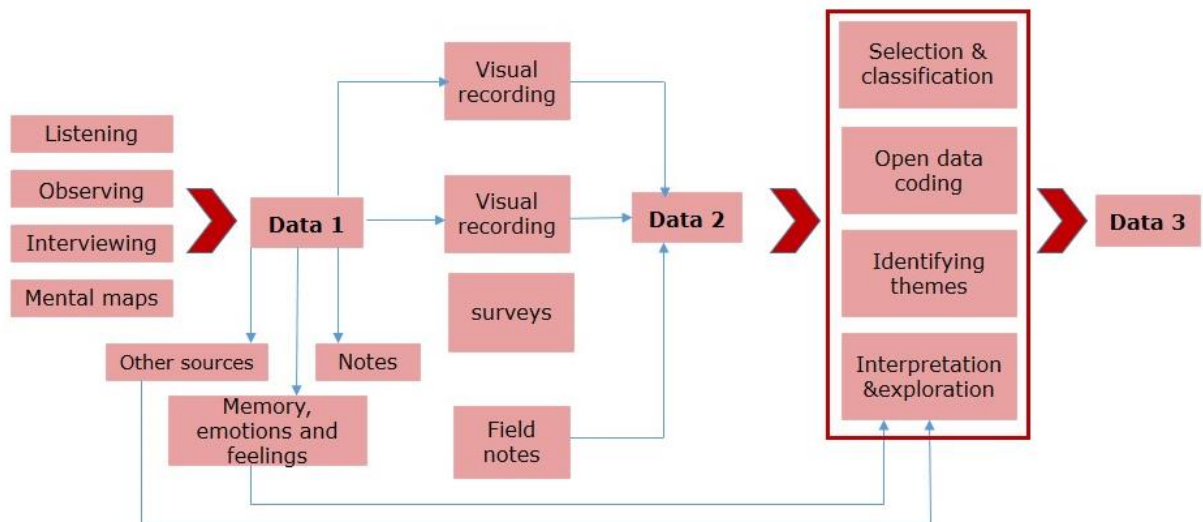 Listening
Observing
Interviewing
Mental maps
Data 1
Other sources
Notes
Memory,
emotions and
feelings
Visual
recording
Visual
recording
surveys
Field
notes
Data 2
Selection &
classification
Open data
coding
Identifying
themes
Interpretation
&exploration
Data 3